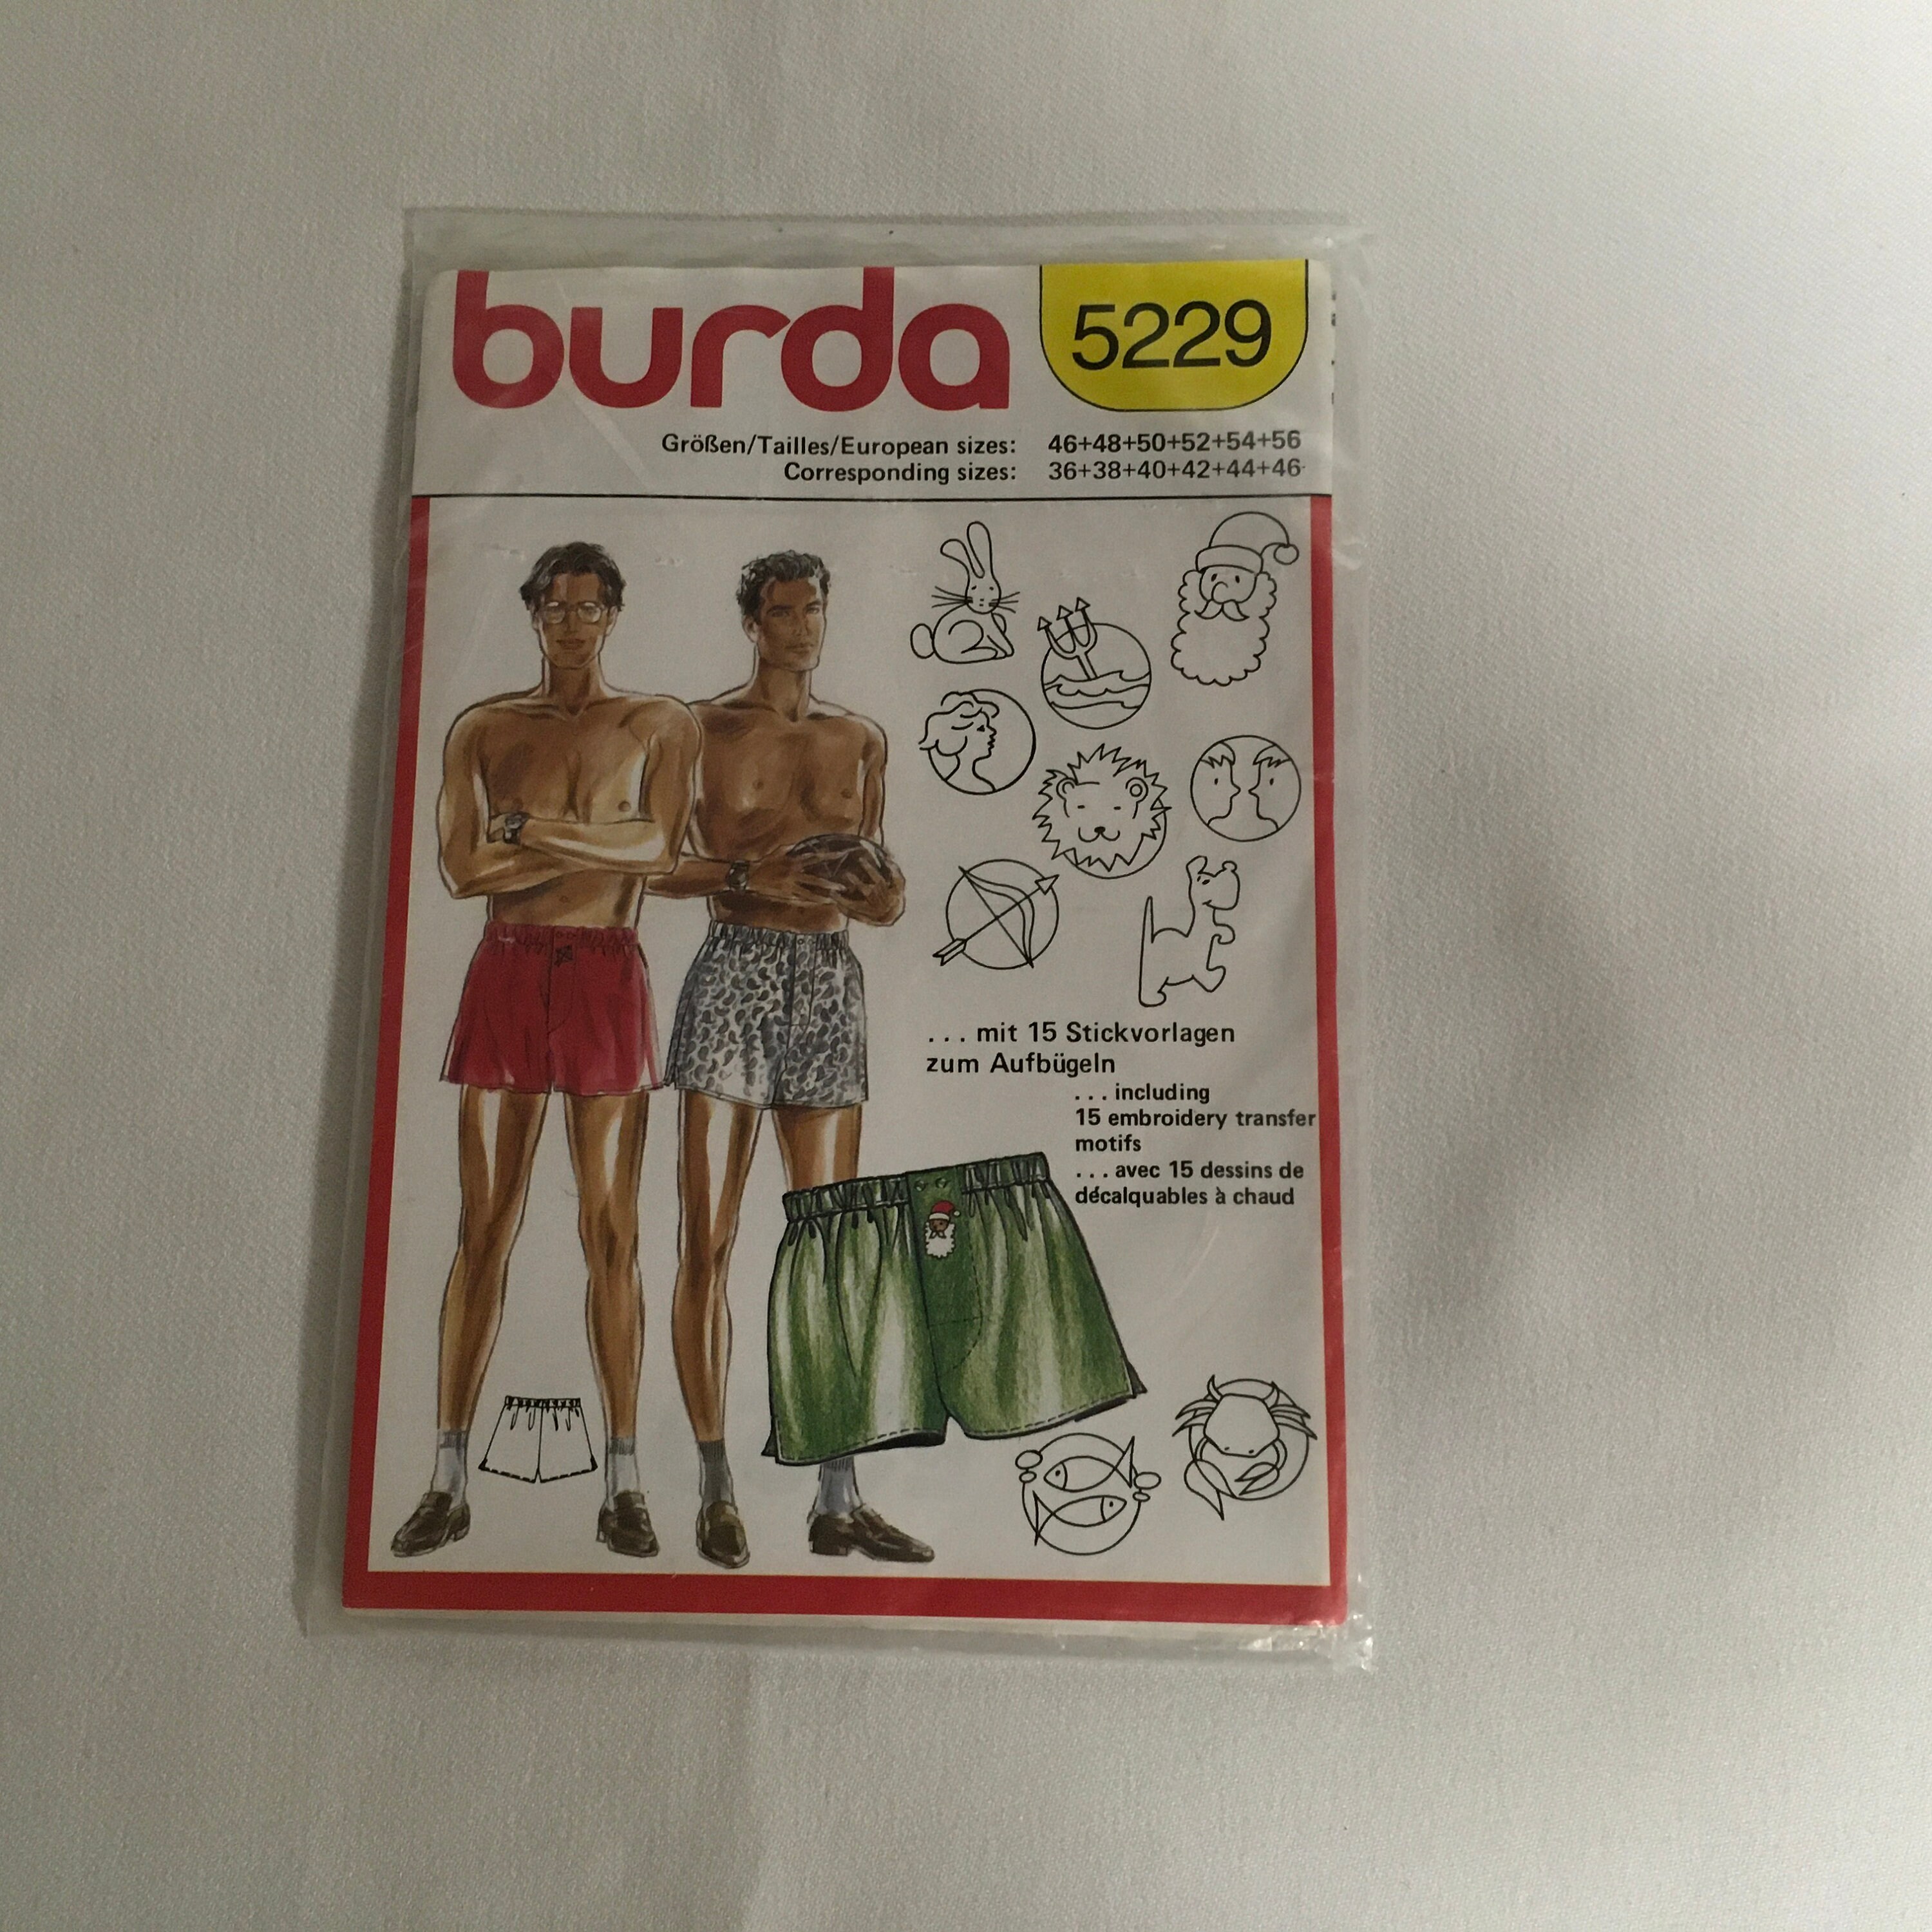 burda
5229
Größen/Tailles/European sizes: 46+48+50+52+54+56
Corresponding sizes: 36+38+40+42+44+46
... mit 15 Stickvorlagen
zum Aufbügeln
... including
15 embroidery transfer
motifs
... avec 15 dessins de
décalquables à chaud